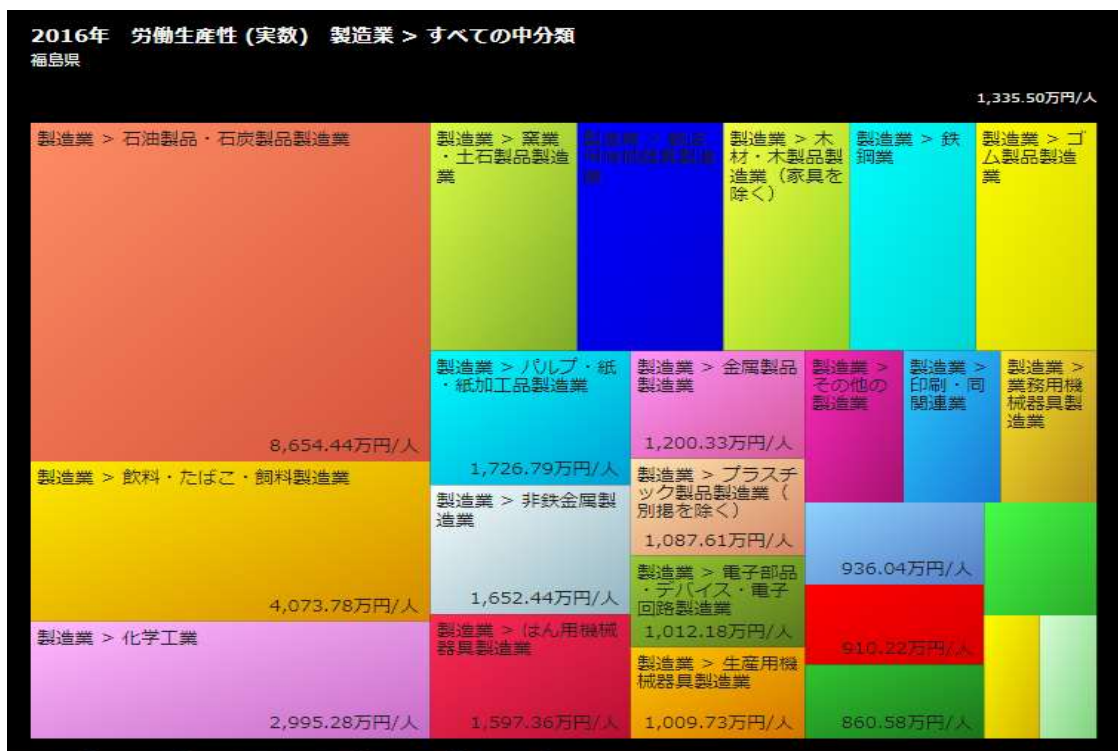 2016年 労働生産性 (実数) 製造業 > すべての中分類
福島県
1,335.50万円/人
製造業 > 石油製品・石炭製品製造業
8,654.44万円/人
製造業 > 飲料・たばこ・飼料製造業
4,073.78万円/人
製造業 > 化学工業
2,995.28万円/人
製造業 > 窯業
・土石製品製造
業
製造業 > 木
材・木製品製
造業（家具を
除く）
製造業 > 鉄
鋼業
製造業 > ゴ
ム製品製造
業
製造業 > パルプ・紙
・紙加工品製造業
1,726.79万円/人
製造業 > 非鉄金属製
造業
1,652.44万円/人
製造業 > はん用機械
器具製造業
1,597.36万円/人
製造業 > 金属製品
製造業
1,200.33万円/人
製造業 > プラスチ
ック製品製造業（
別掲を除く）
1,087.61万円/人
製造業 > 電子部品
・デバイス・電子
回路製造業
1,012.18万円/人
製造業 > 生産用機
械器具製造業
1,009.73万円/人
製造業 >
その他の
製造業
製造業 >
印刷・同
関連業
製造業 >
業務用機
械器具製
造業
936.04万円/人
910.22万円/人
860.58万円/人